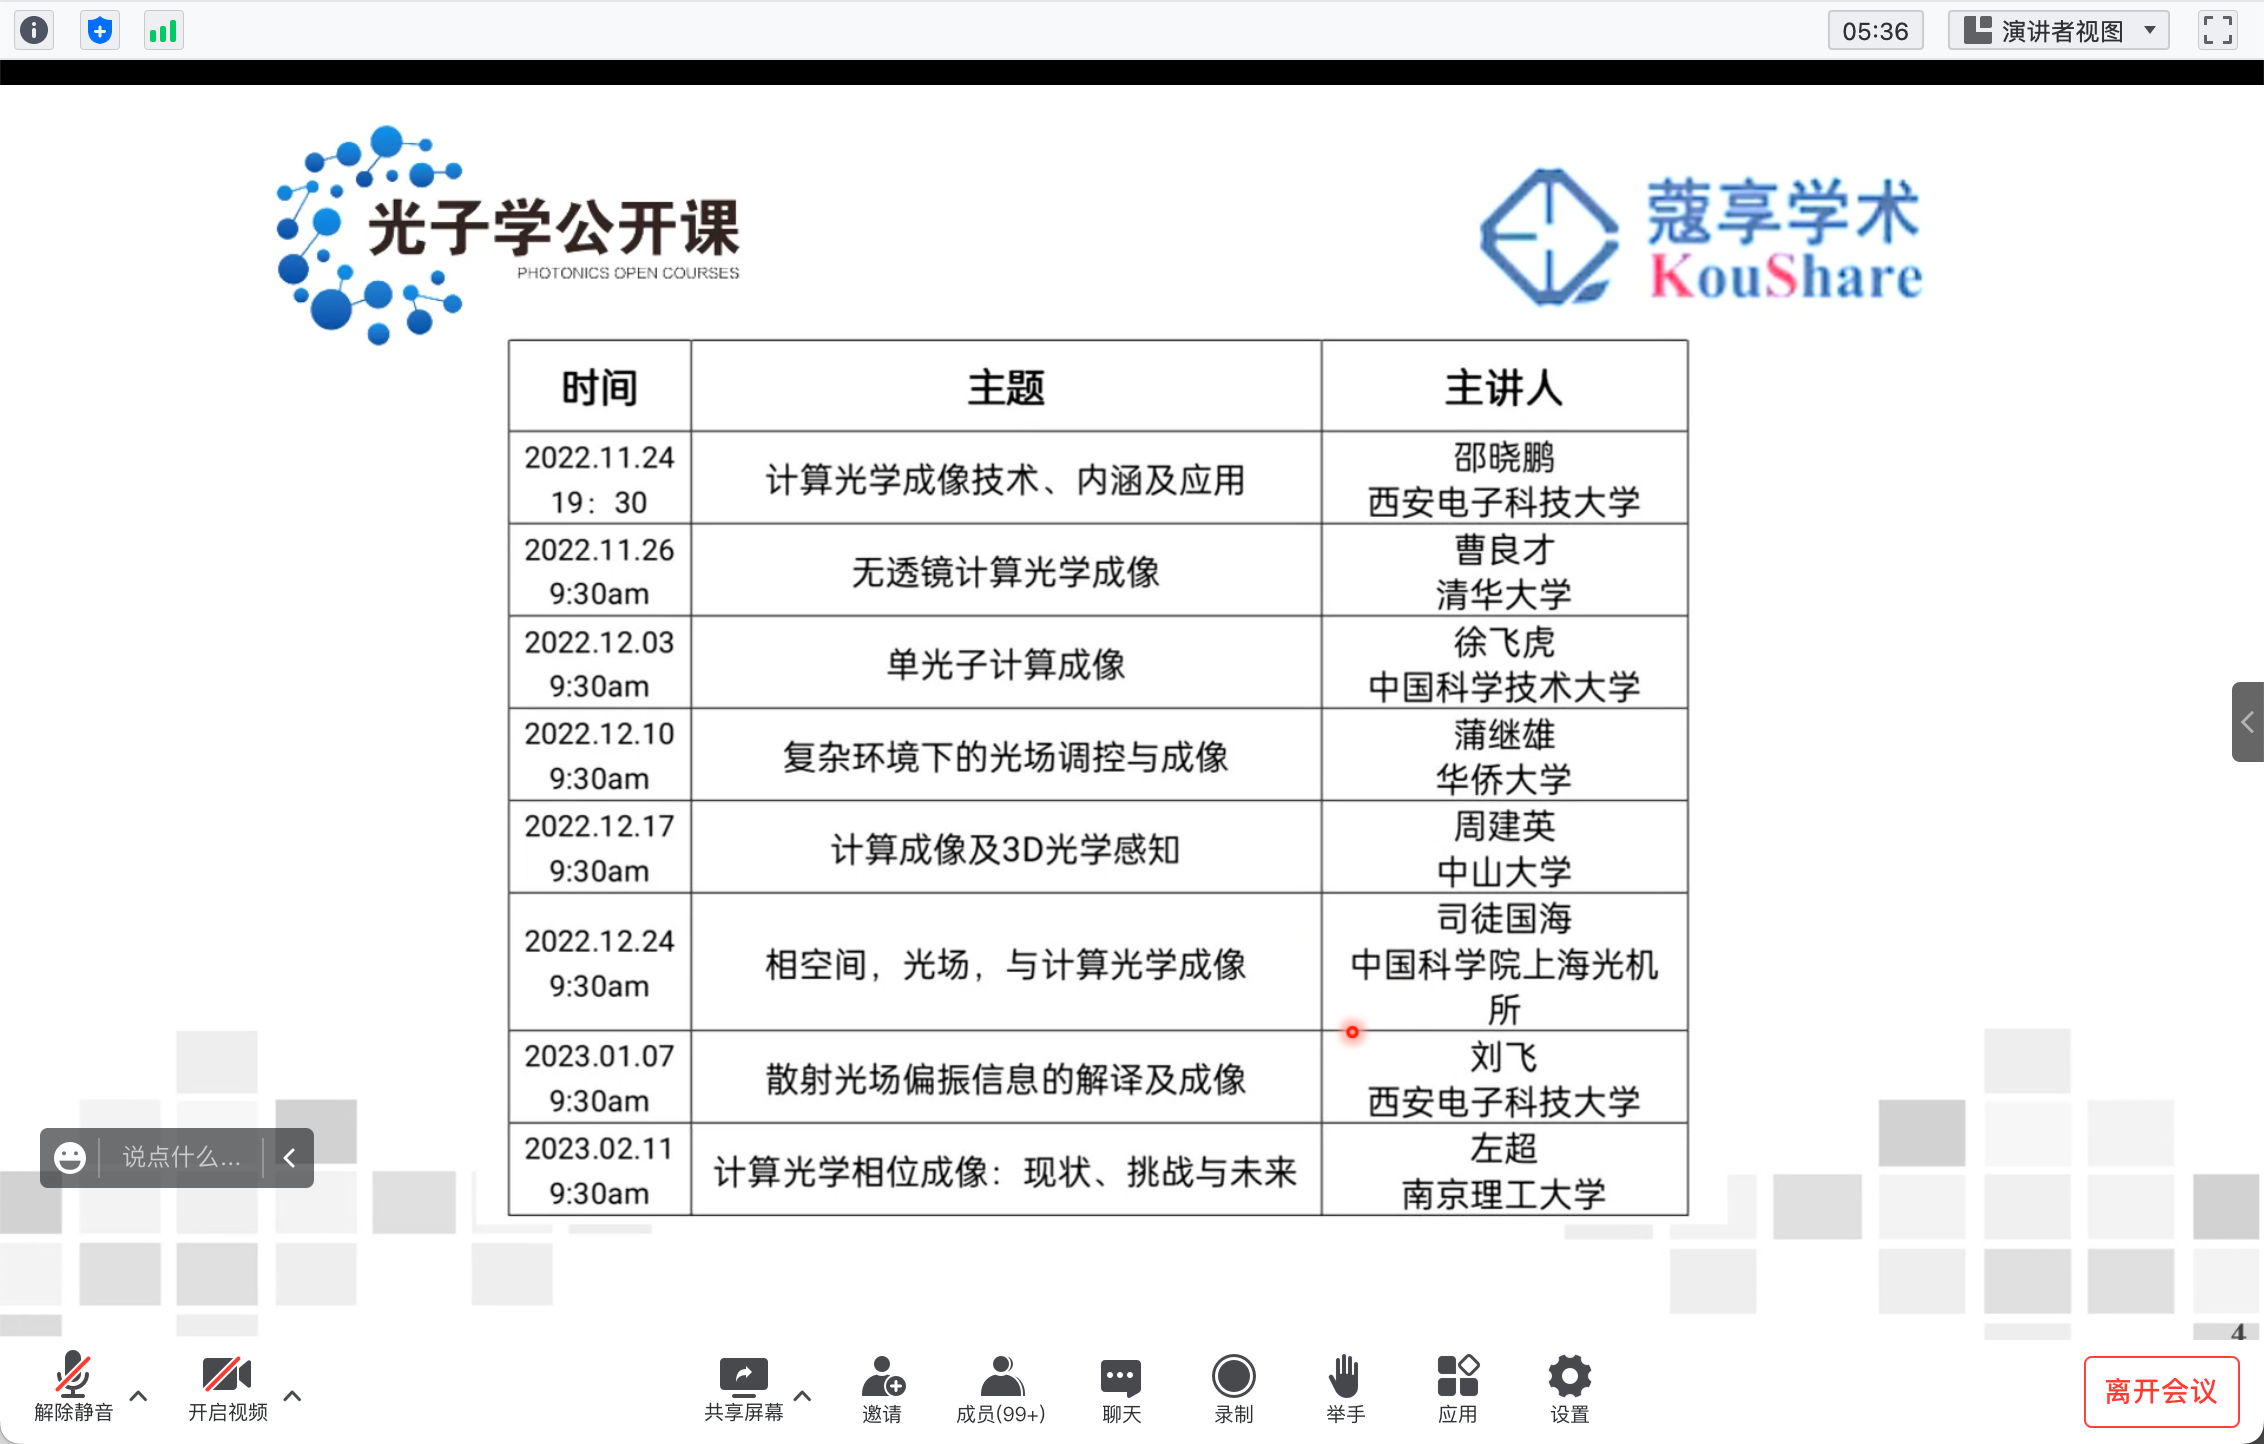 05:36
演讲者视图
光子学公开课
PHOTONICS OPEN COURSES
蔻享学术
KouShare
时间 主题 主讲人
2022.11.24
19：30
计算光学成像技术、内涵及应用
邵晓鹏
西安电子科技大学
2022.11.26
9:30am
无透镜计算光学成像
曹良才
清华大学
2022.12.03
9:30am
单光子计算成像
徐飞虎
中国科学技术大学
2022.12.10
9:30am
复杂环境下的光场调控与成像
蒲继雄
华侨大学
2022.12.17
9:30am
计算成像及3D光学感知
周建英
中山大学
2022.12.24
9:30am
相空间，光场，与计算光学成像
司徒国海
中国科学院上海光机
所
2023.01.07
9:30am
散射光场偏振信息的解译及成像
刘飞
西安电子科技大学
2023.02.11
9:30am
计算光学相位成像：现状、挑战与未来
左超
南京理工大学
说点什么...
4
解除静音
开启视频
共享屏幕
邀请
成员(99+)
聊天
录制
举手
应用
设置
离开会议